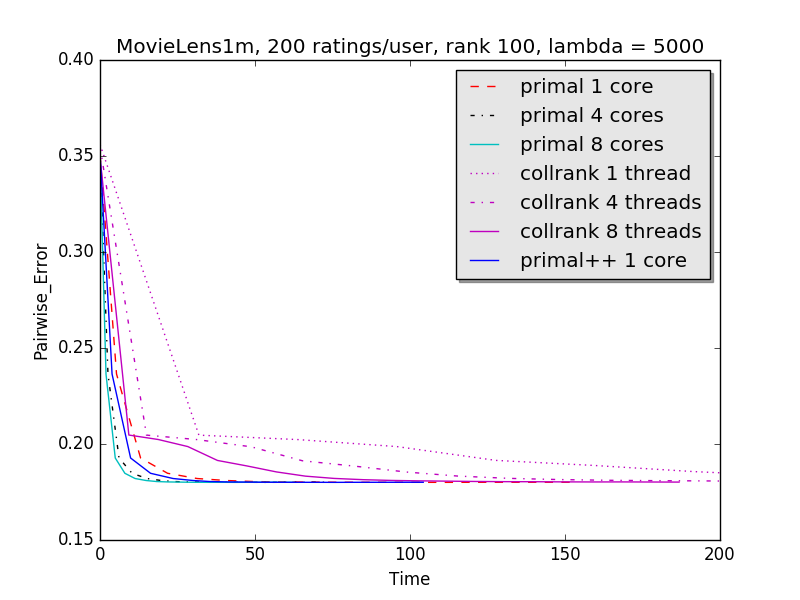 MovieLens1m, 200 ratings/user, rank 100, lambda = 5000
0.40
0.35
0.30
0.25
0.20
0.15
Pairwise_Error
primal 1 core
primal 4 cores
primal 8 cores
collrank 1 thread
collrank 4 threads
collrank 8 threads
primal++ 1 core
0
50
100
150
200
Time